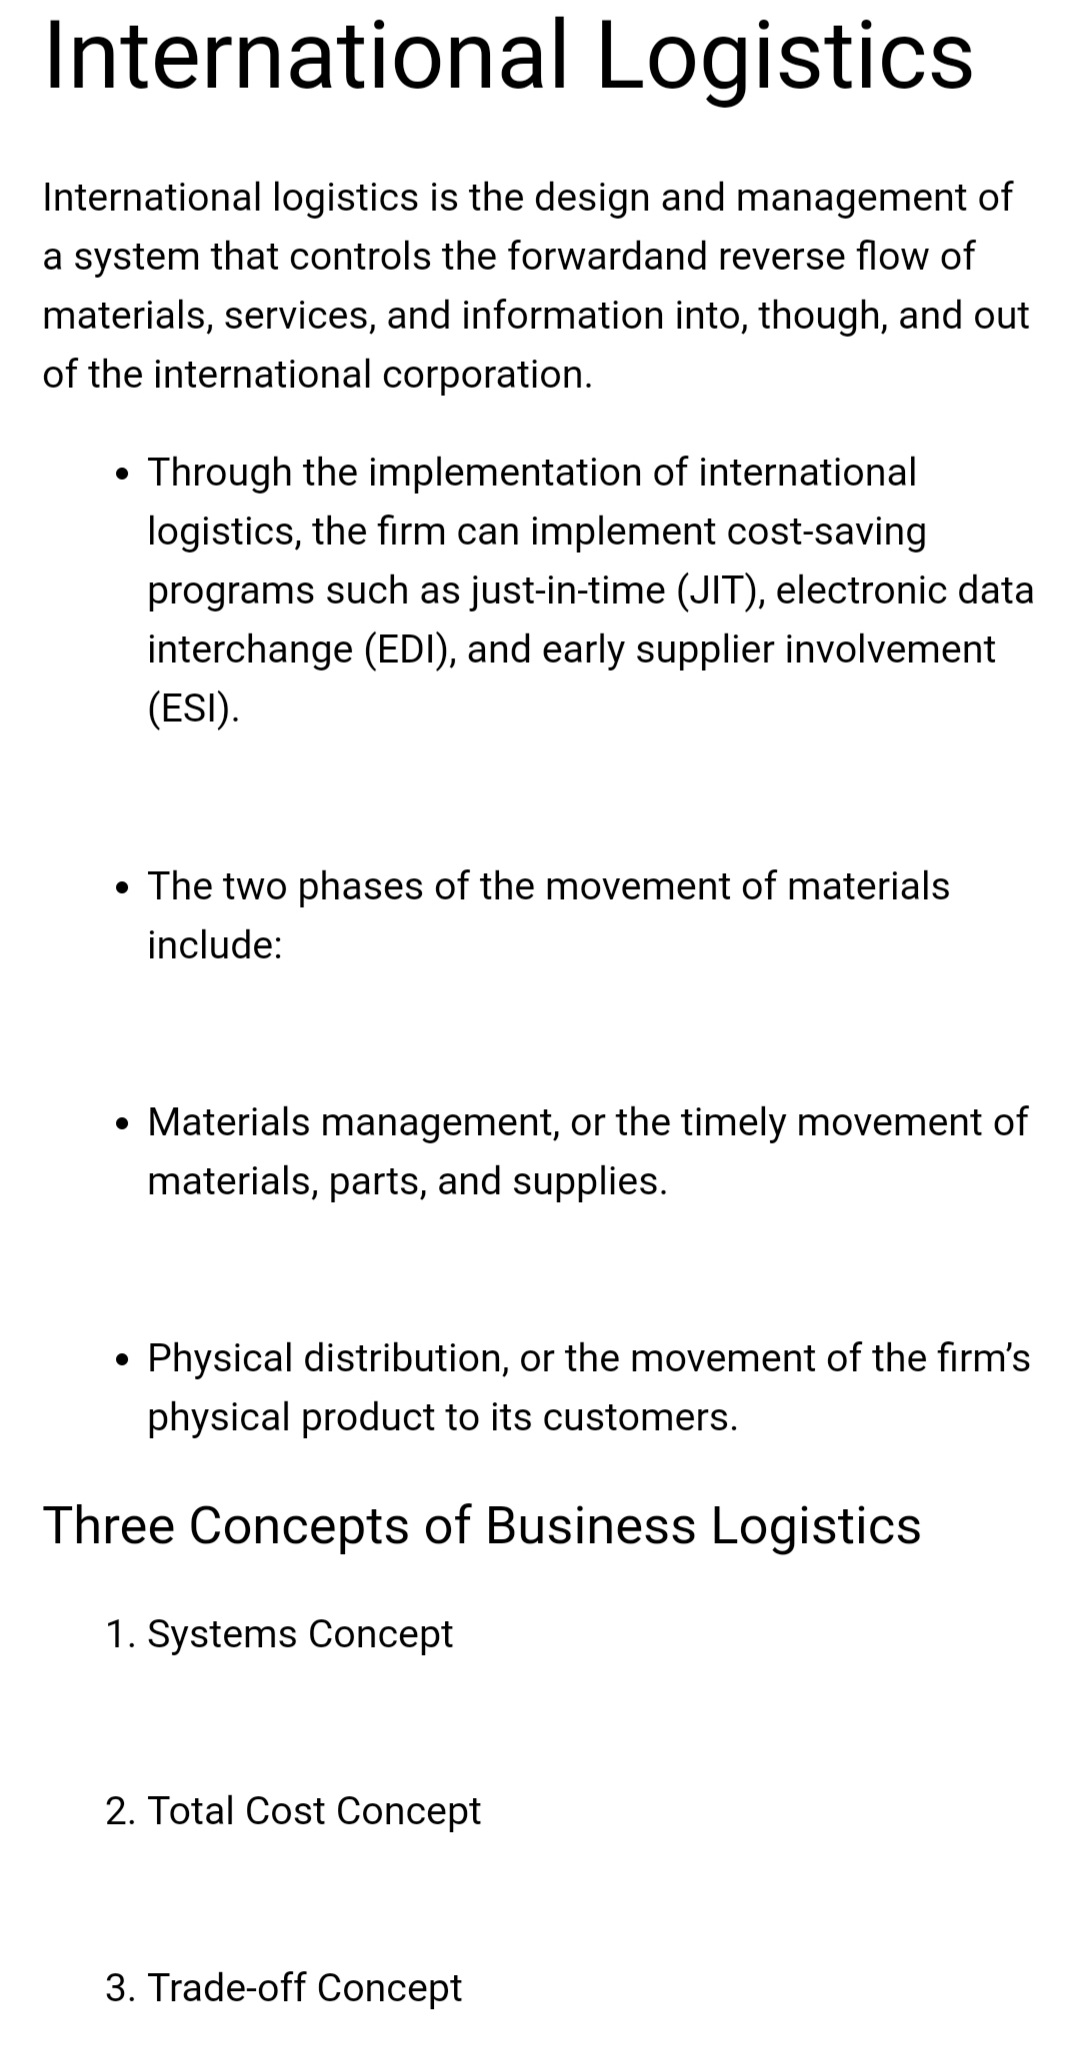 International Logistics
International logistics is the design and management of
a system that controls the forwardand reverse flow of
materials, services, and information into, though, and out
of the international corporation.
• Through the implementation of international
logistics, the firm can implement cost-saving
programs such as just-in-time (JIT), electronic data
interchange (EDI), and early supplier involvement
(ESI).
• The two phases of the movement of materials
include:
• Materials management, or the timely movement of
materials, parts, and supplies.
• Physical distribution, or the movement of the firm’s
physical product to its customers.
Three Concepts of Business Logistics
1. Systems Concept
2. Total Cost Concept
3. Trade-off Concept